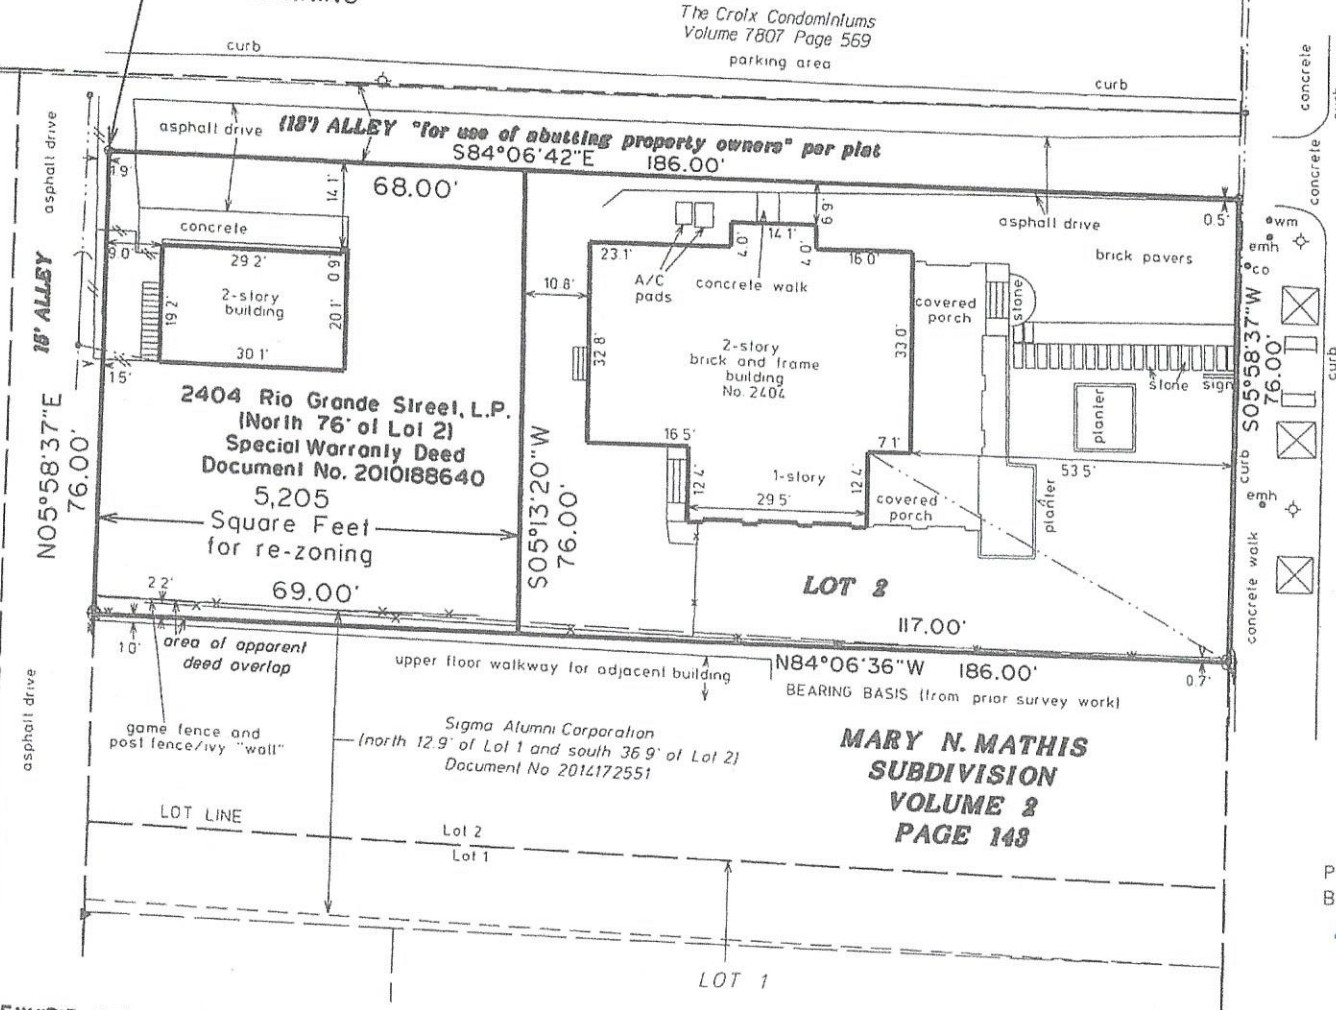 The Croix Condominiums
Volume 7807 Page 569
parking area
curb
curb
concrete
concrete
asphalt drive
(18') ALLEY "for use of abutting property owners" per plat
S84°06'42"E 186.00'
68.00'
14.1'
1.9'
asphalt drive
concrete
9.0'
29.2'
0.9'
2-story
building
19.2'
20.1'
30.1'
1.5'
15' ALLEY
N05°58'37"E
76.00'
2404 Rio Grande Street, L.P.
(North 76' of Lot 2)
Special Warranty Deed
Document No. 2010188640
5,205
Square Feet
for re-zoning
69.00'
S05°13'20"W
76.00'
10.8'
23.1'
A/C
pads
4.0'
14.1'
4.0'
9.9'
concrete walk
16.0'
asphalt drive
0.5'
wm
emh
co
brick pavers
covered
porch
stone
33.0'
32.8'
2-story
brick and frame
building
No. 2404
stone
sign
planter
S05°58'37"W
76.00'
curb
curb
16.5'
7.1'
53.5'
12.4'
1-story
29.5'
12.4'
covered
porch
planter
emh
concrete walk
LOT 2
117.00'
N84°06'36"W 186.00'
BEARING BASIS (from prior survey work)
0.7'
2.2'
1.0'
area of apparent
deed overlap
upper floor walkway for adjacent building
game fence and
post fence/ivy "wall"
asphalt drive
Sigma Alumni Corporation
(north 12.9' of Lot 1 and south 36.9' of Lot 2)
Document No 2014172551
MARY N. MATHIS
SUBDIVISION
VOLUME 2
PAGE 143
LOT LINE
Lot 2
Lot 1
LOT 1
P
B